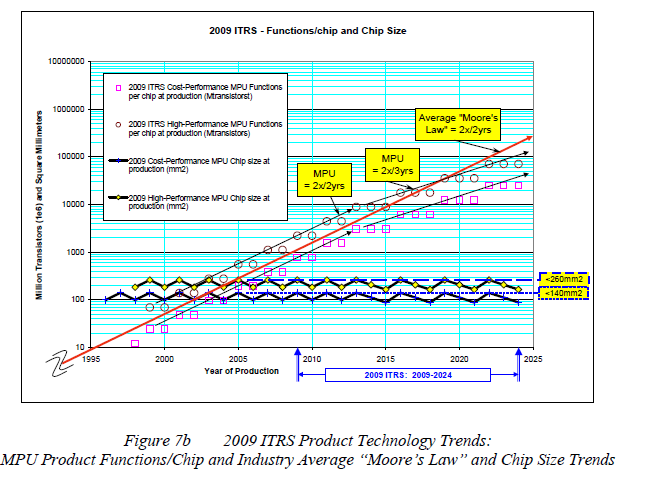 2009 ITRS - Functions/chip and Chip Size
10000000
1000000
100000
10000
1000
100
10
Million Transistors (1e6) and Square Millimeters
2009 ITRS Cost-Performance MPU Functions
per chip at production (Mtransistorst)
2009 ITRS High-Performance MPU Functions
per chip at production (Mtransistors)
2009 Cost-Performance MPU Chip size at
production (mm2)
2009 High-Performance MPU Chip size at
production (mm2)
MPU
= 2x/2yrs
MPU
= 2x/3yrs
Average "Moore's
Law" = 2x/2yrs
<260mm2
<140mm2
1995
2000
2005
2010
2015
2020
2025
Year of Production
2009 ITRS: 2009-2024
Figure 7b 2009 ITRS Product Technology Trends:
MPU Product Functions/Chip and Industry Average “Moore’s Law” and Chip Size Trends